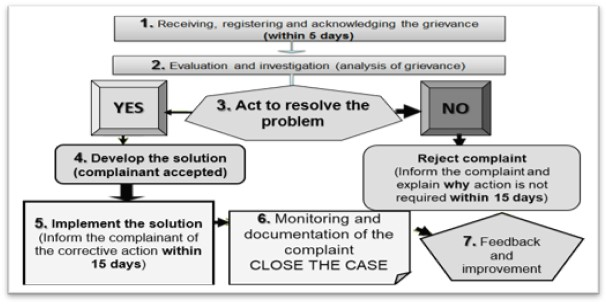 1. Receiving, registering and acknowledging the grievance
(within 5 days)
2. Evaluation and investigation (analysis of grievance)
YES
3. Act to resolve the
problem
NO
4. Develop the solution
(complainant accepted)
Reject complaint
(Inform the complaint and
explain why action is not
required within 15 days)
5. Implement the solution
(Inform the complainant of
the corrective action within
15 days)
6. Monitoring and
documentation of the
complaint
CLOSE THE CASE
7. Feedback
and
improvement